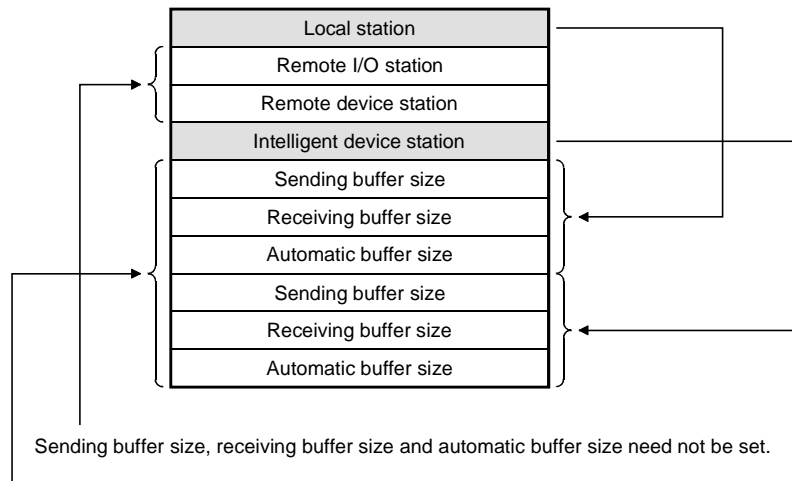 Local station
Remote I/O station
Remote device station
Intelligent device station
Sending buffer size
Receiving buffer size
Automatic buffer size
Sending buffer size
Receiving buffer size
Automatic buffer size
Sending buffer size, receiving buffer size and automatic buffer size need not be set.